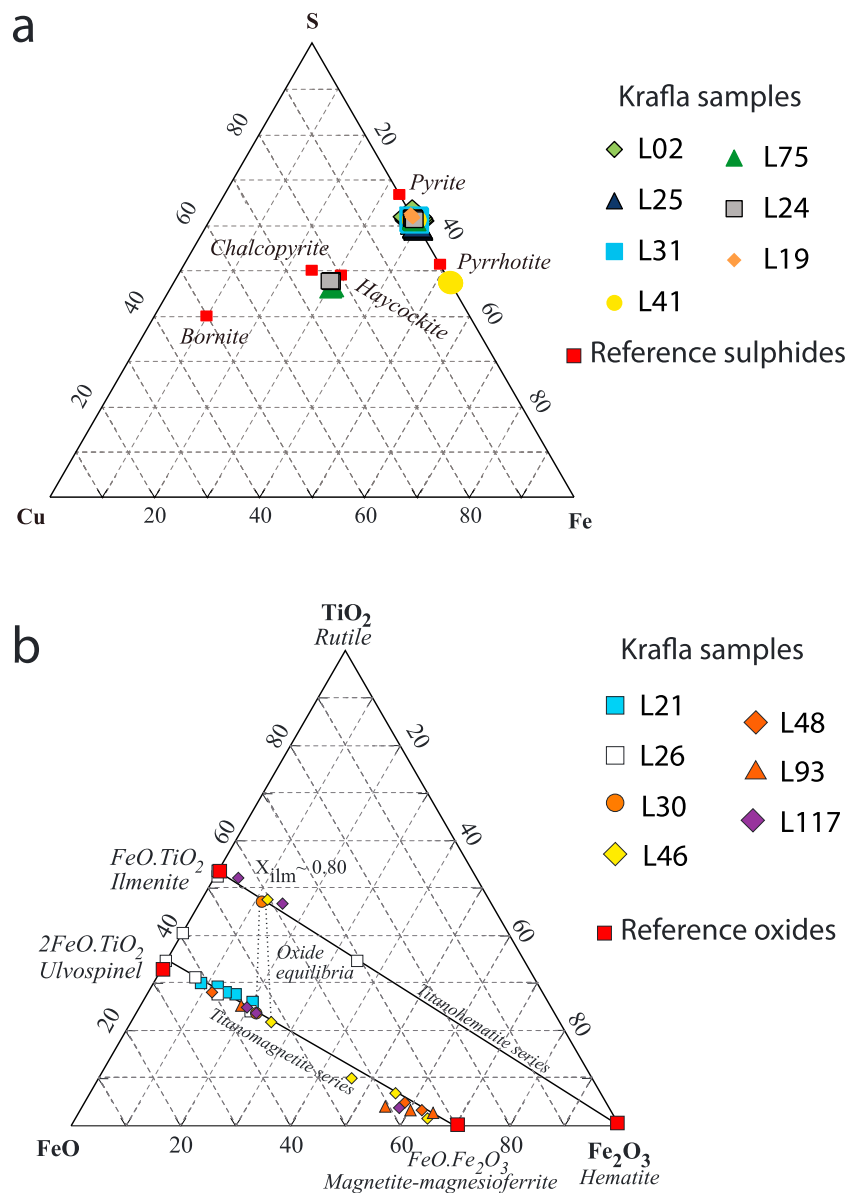 a
S
Krafla samples
80
20
L02
L75
Pyrite
L25
L24
60
40
Chalcopyrite
L31
L19
Pyrrhotite
40
Haycockite
L41
60
Bornite
Reference sulphides
20
80
Cu
20
40
60
80
Fe
b
TiO₂
Rutile
Krafla samples
L21
L48
80
20
L26
L93
L30
L117
60
40
FeO.TiO₂
Ilmenite
Xilm~ 0.80
L46
40
60
Reference oxides
2FeO.TiO₂
Ulvospinel
Oxide
equilibria
Titanohematite series
20
Titanomagnetite series
80
FeO
20
40
60
80
Fe₂O₃
Hematite
FeO.Fe₂O₃
Magnetite-magnesioferrite